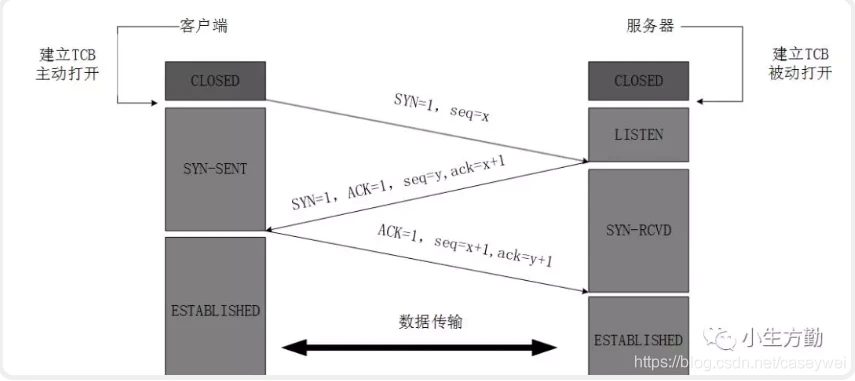 客户端
服务器
建立TCB
主动打开
建立TCB
被动打开
CLOSED
CLOSED
SYN=1, seq=x
LISTEN
SYN-SENT
SYN=1, ACK=1, seq=y,ack=x+1
SYN-RCVD
ACK=1, seq=x+1,ack=y+1
ESTABLISHED
数据传输
ESTABLISHED
小生方勤
https://blog.csdn.net/caseywei